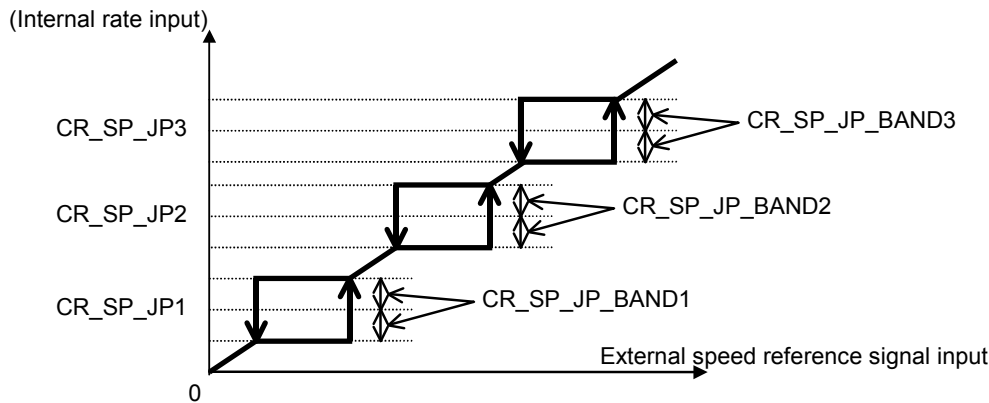 (Internal rate input)
CR_SP_JP3
CR_SP_JP_BAND3
CR_SP_JP2
CR_SP_JP_BAND2
CR_SP_JP1
CR_SP_JP_BAND1
External speed reference signal input
0